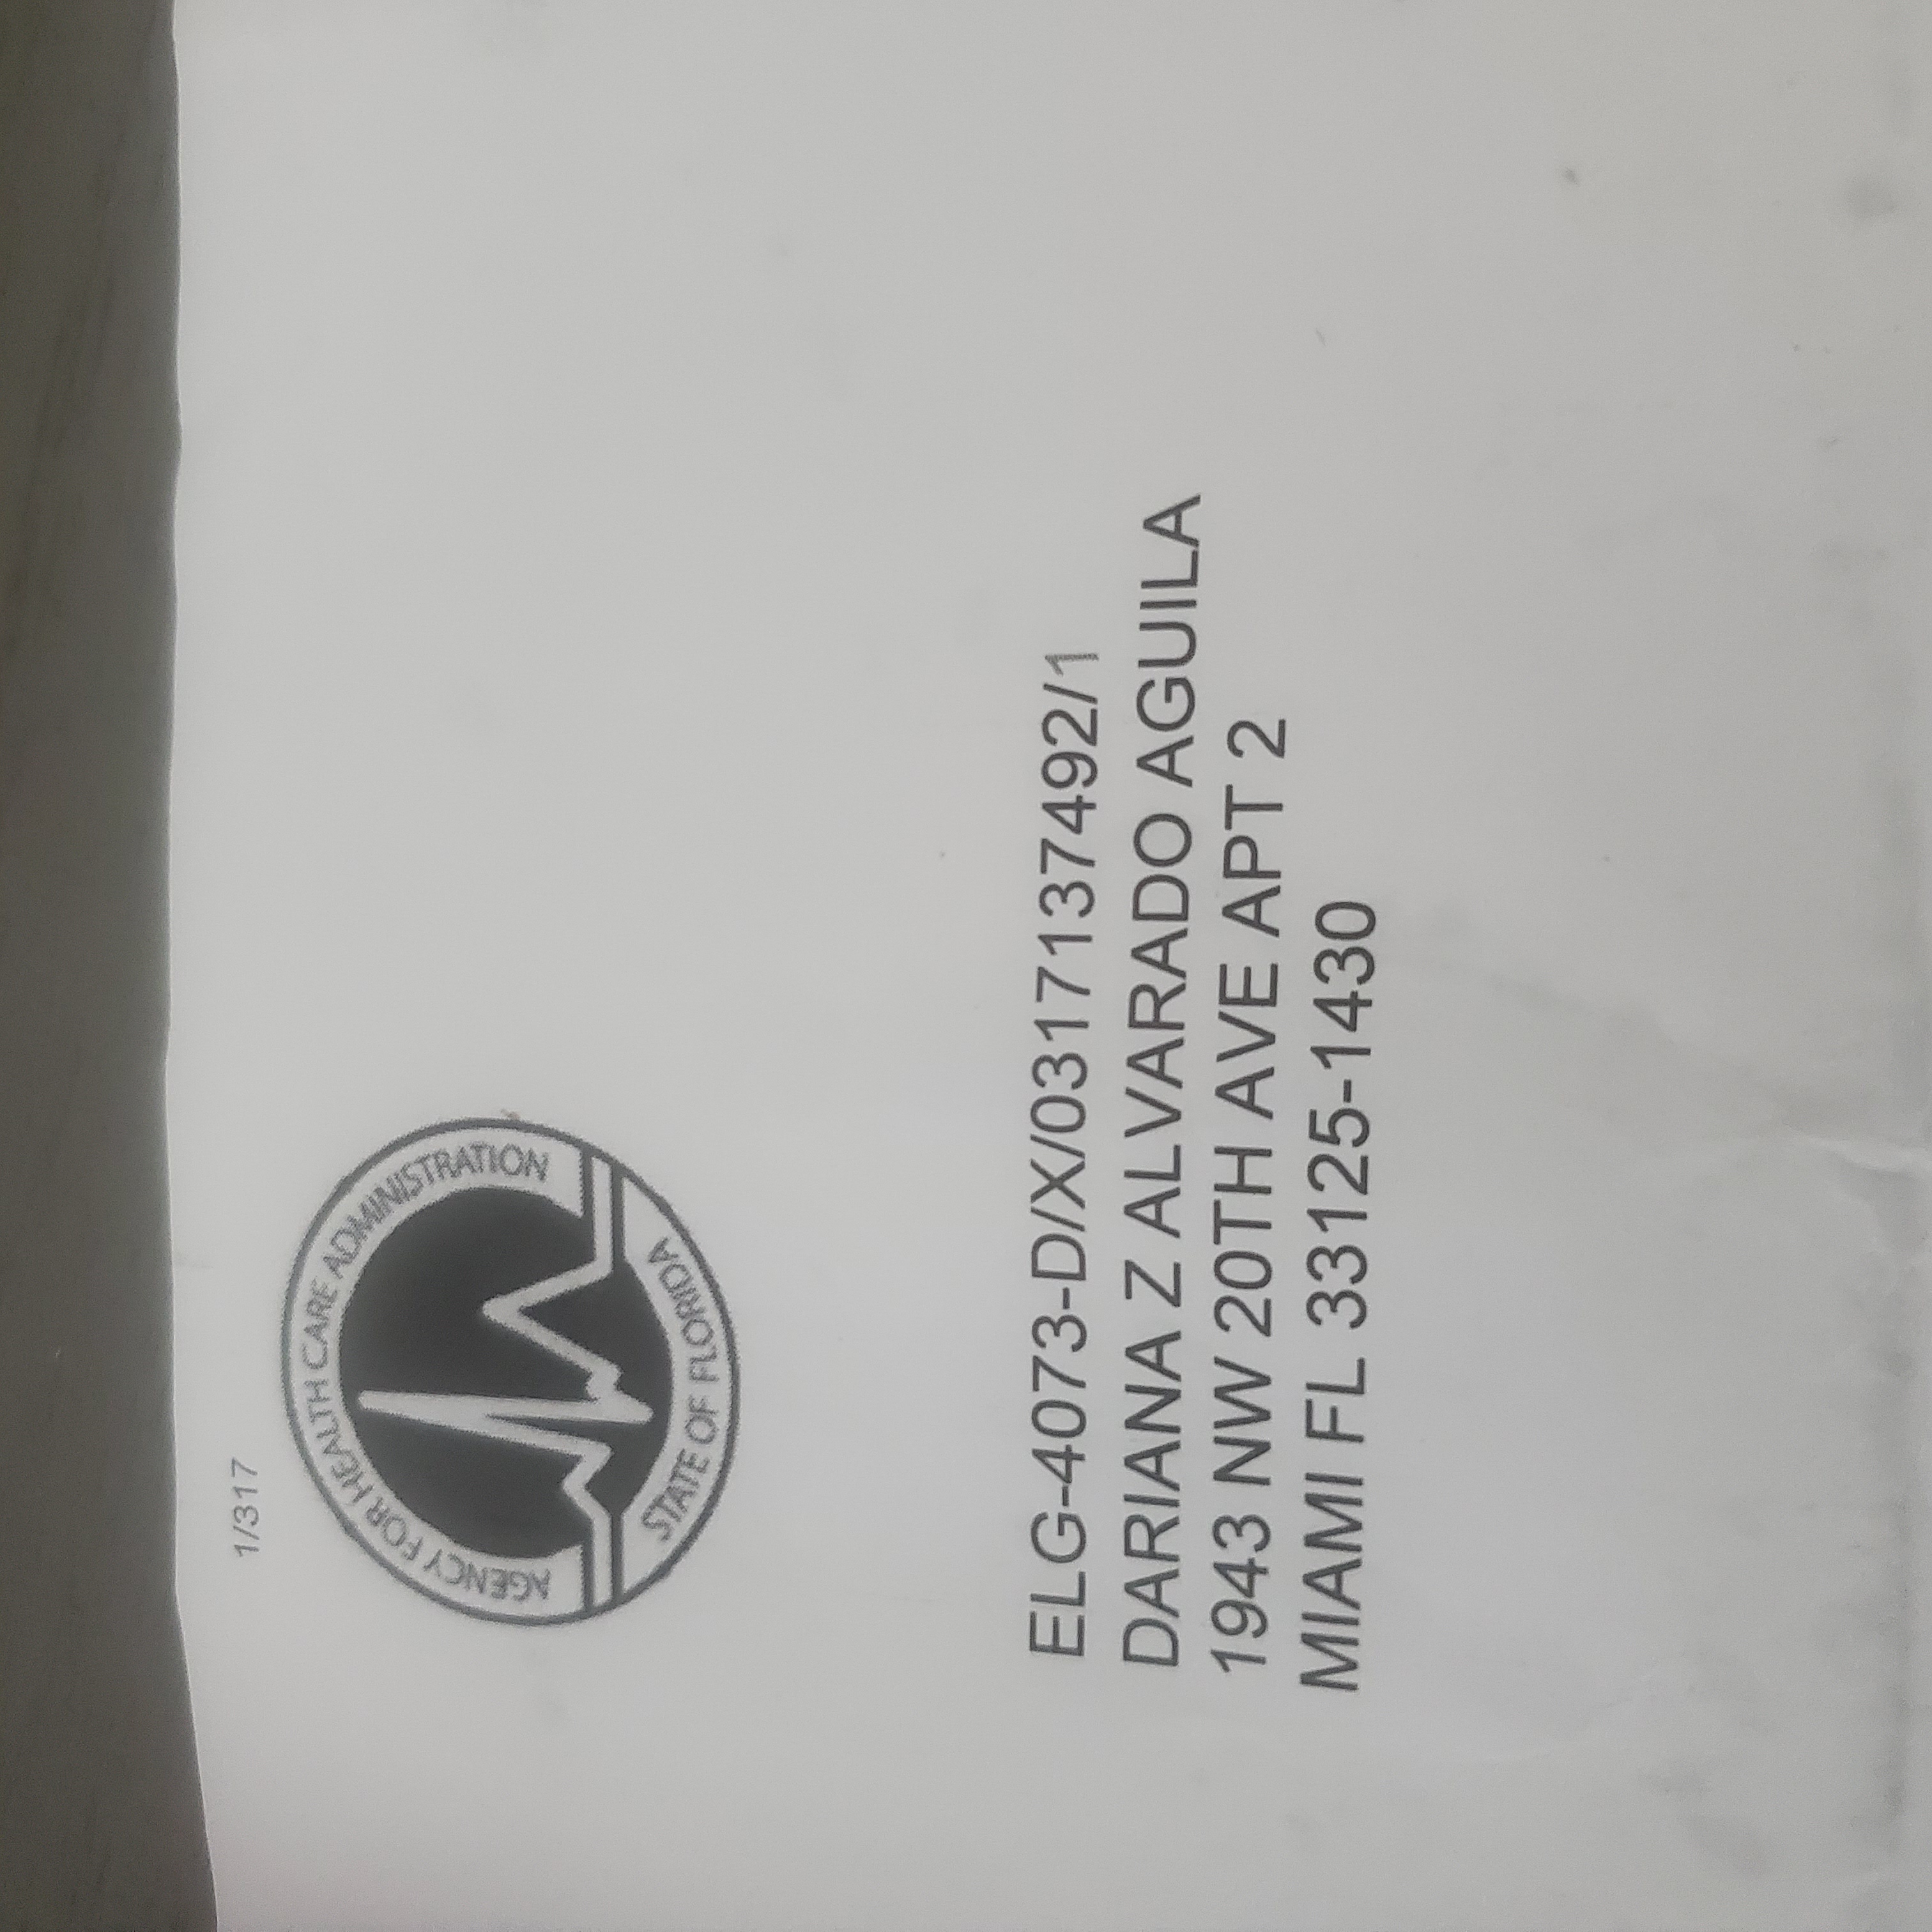 1/317
AGENCY FOR HEALTH CARE ADMINISTRATION
STATE OF FLORIDA
ELG-4073-D/X/0317137492/1
DARIANA Z ALVARADO AGUILA
1943 NW 20TH AVE APT 2
MIAMI FL 33125-1430